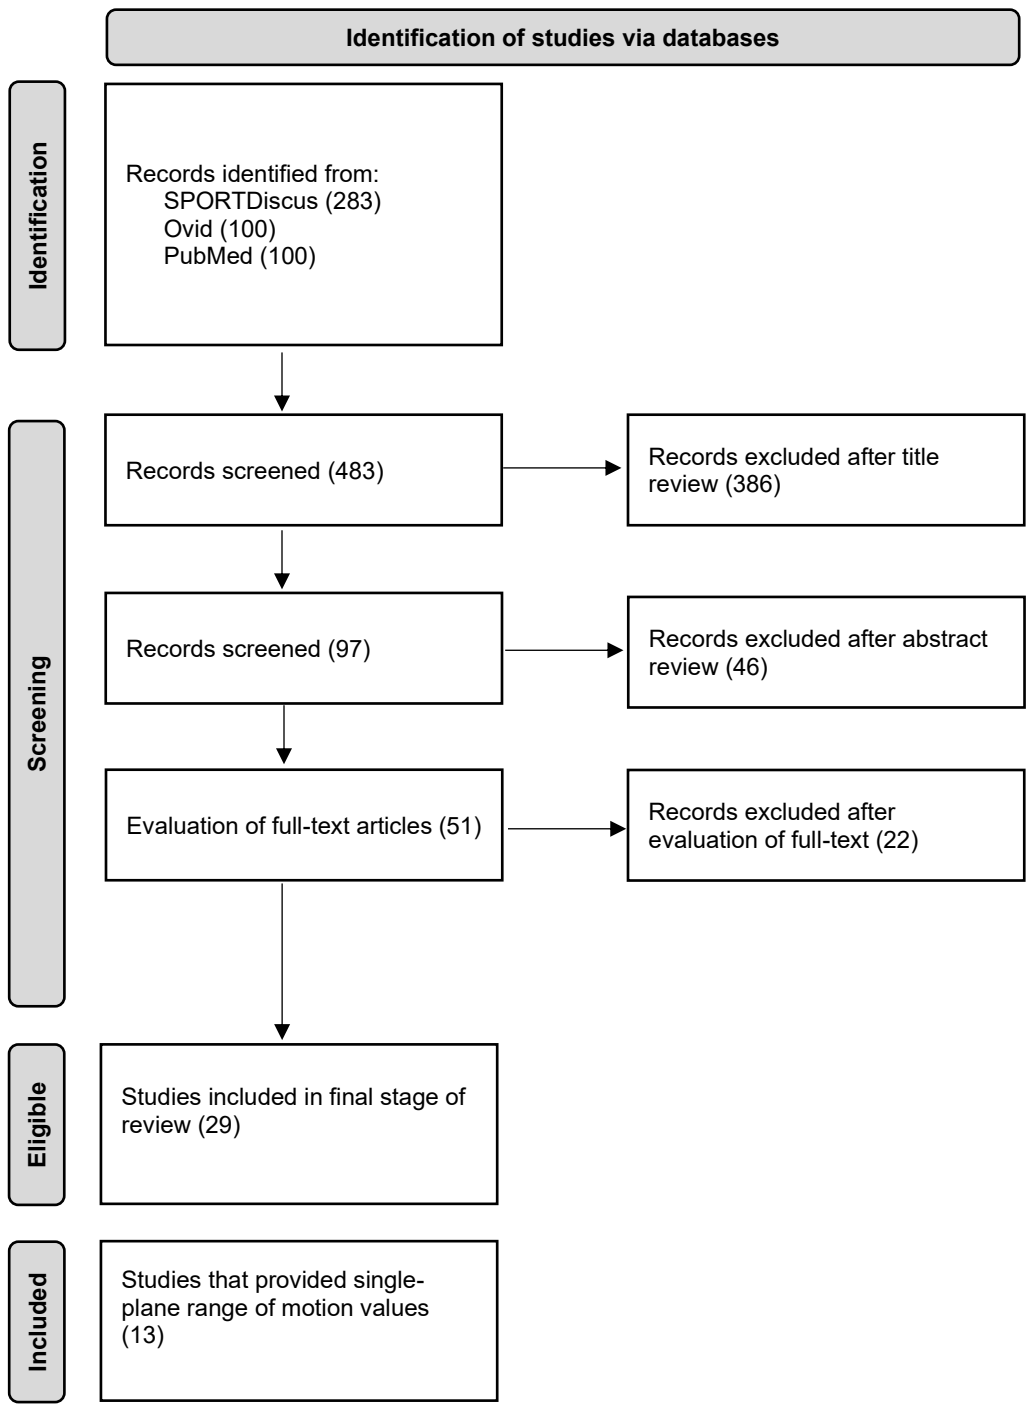 Identification of studies via databases
Identification
Records identified from:
SPORTDiscus (283)
Ovid (100)
PubMed (100)
Screening
Records screened (483)
Records excluded after title
review (386)
Records screened (97)
Records excluded after abstract
review (46)
Evaluation of full-text articles (51)
Records excluded after
evaluation of full-text (22)
Eligible
Studies included in final stage of
review (29)
Included
Studies that provided single-
plane range of motion values
(13)